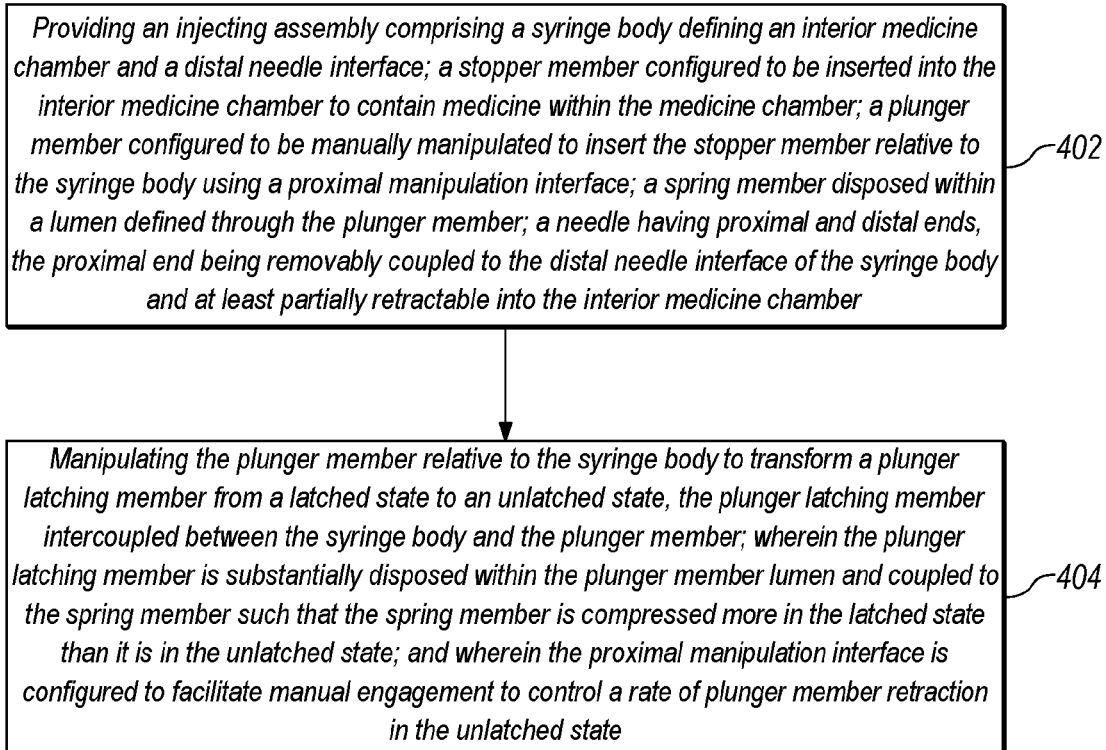 Providing an injecting assembly comprising a syringe body defining an interior medicine
chamber and a distal needle interface; a stopper member configured to be inserted into the
interior medicine chamber to contain medicine within the medicine chamber; a plunger
member configured to be manually manipulated to insert the stopper member relative to
the syringe body using a proximal manipulation interface; a spring member disposed within
a lumen defined through the plunger member; a needle having proximal and distal ends,
the proximal end being removably coupled to the distal needle interface of the syringe body
and at least partially retractable into the interior medicine chamber
402
Manipulating the plunger member relative to the syringe body to transform a plunger
latching member from a latched state to an unlatched state, the plunger latching member
intercoupled between the syringe body and the plunger member; wherein the plunger
latching member is substantially disposed within the plunger member lumen and coupled to
the spring member such that the spring member is compressed more in the latched state
than it is in the unlatched state; and wherein the proximal manipulation interface is
configured to facilitate manual engagement to control a rate of plunger member retraction
in the unlatched state
404